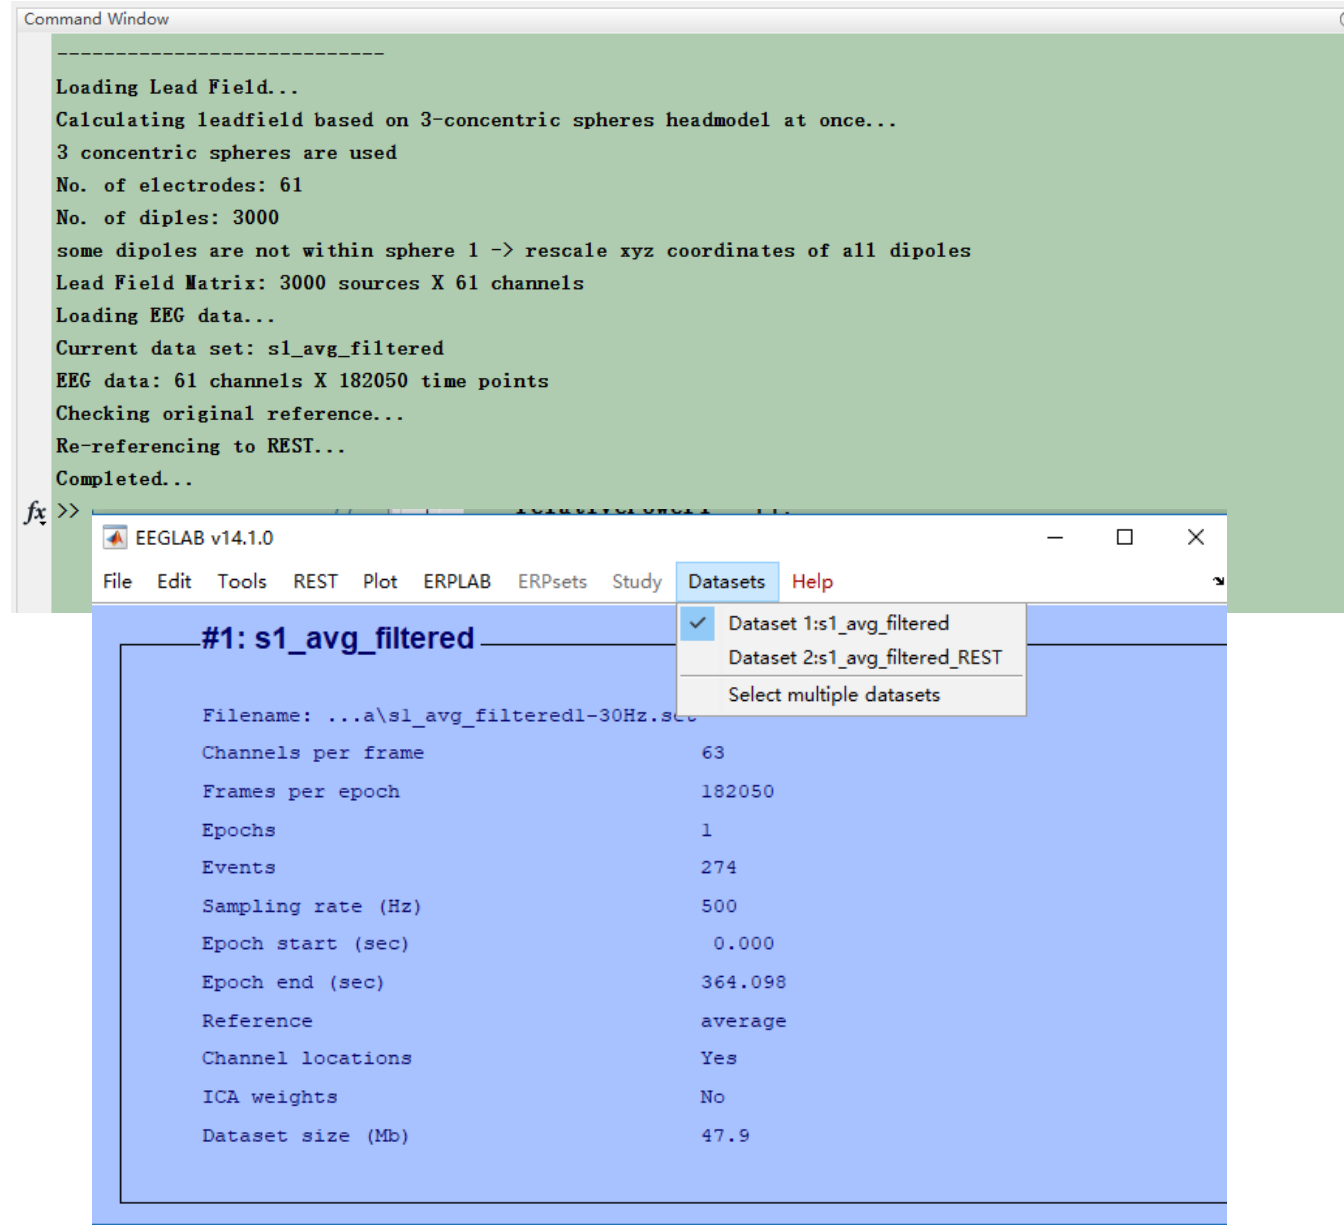 Command Window
----------------------------
Loading Lead Field...
Calculating leadfield based on 3-concentric spheres headmodel at once...
3 concentric spheres are used
No. of electrodes: 61
No. of diples: 3000
some dipoles are not within sphere 1 -> rescale xyz coordinates of all dipoles
Lead Field Matrix: 3000 sources X 61 channels
Loading EEG data...
Current data set: s1_avg_filtered
EEG data: 61 channels X 182050 time points
Checking original reference...
Re-referencing to REST...
Completed...
fx >>
EEGLAB v14.1.0
File Edit Tools REST Plot ERPLAB ERPsets Study Datasets Help
Dataset 1:s1_avg_filtered
Dataset 2:s1_avg_filtered_REST
Select multiple datasets
#1: s1_avg_filtered
Filename: ...a\s1_avg_filtered1-30Hz.set
Channels per frame 63
Frames per epoch 182050
Epochs 1
Events 274
Sampling rate (Hz) 500
Epoch start (sec) 0.000
Epoch end (sec) 364.098
Reference average
Channel locations Yes
ICA weights No
Dataset size (Mb) 47.9